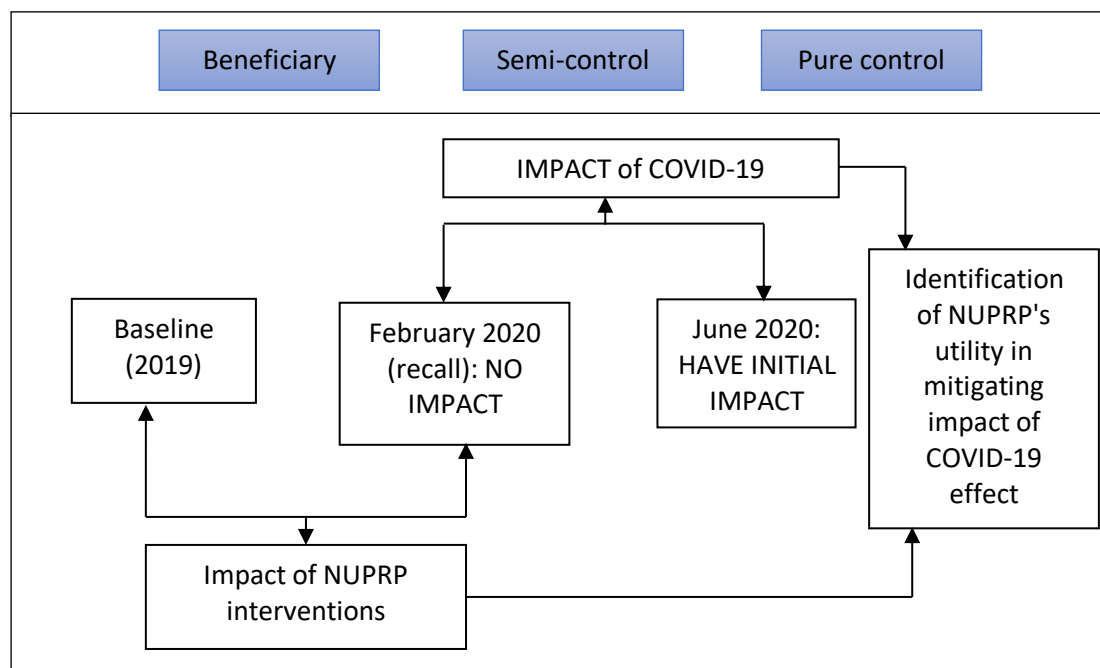 Beneficiary
Semi-control
Pure control
IMPACT of COVID-19
Baseline
(2019)
February 2020
(recall): NO
IMPACT
June 2020:
HAVE INITIAL
IMPACT
Identification
of NUPRP's
utility in
mitigating
impact of
COVID-19
effect
Impact of NUPRP
interventions